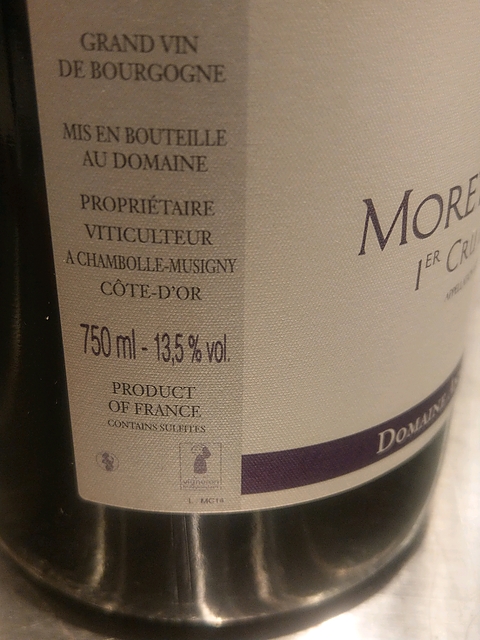 GRAND VIN
DE BOURGOGNE
MIS EN BOUTEILLE
AU DOMAINE
PROPRIÉTAIRE
VITICULTEUR
A CHAMBOLLE-MUSIGNY
CÔTE-D'OR
750 ml - 13,5 % vol.
PRODUCT
OF FRANCE
CONTAINS SULFITES
L : MC14
MORE
1ER CRU
DOMAINE